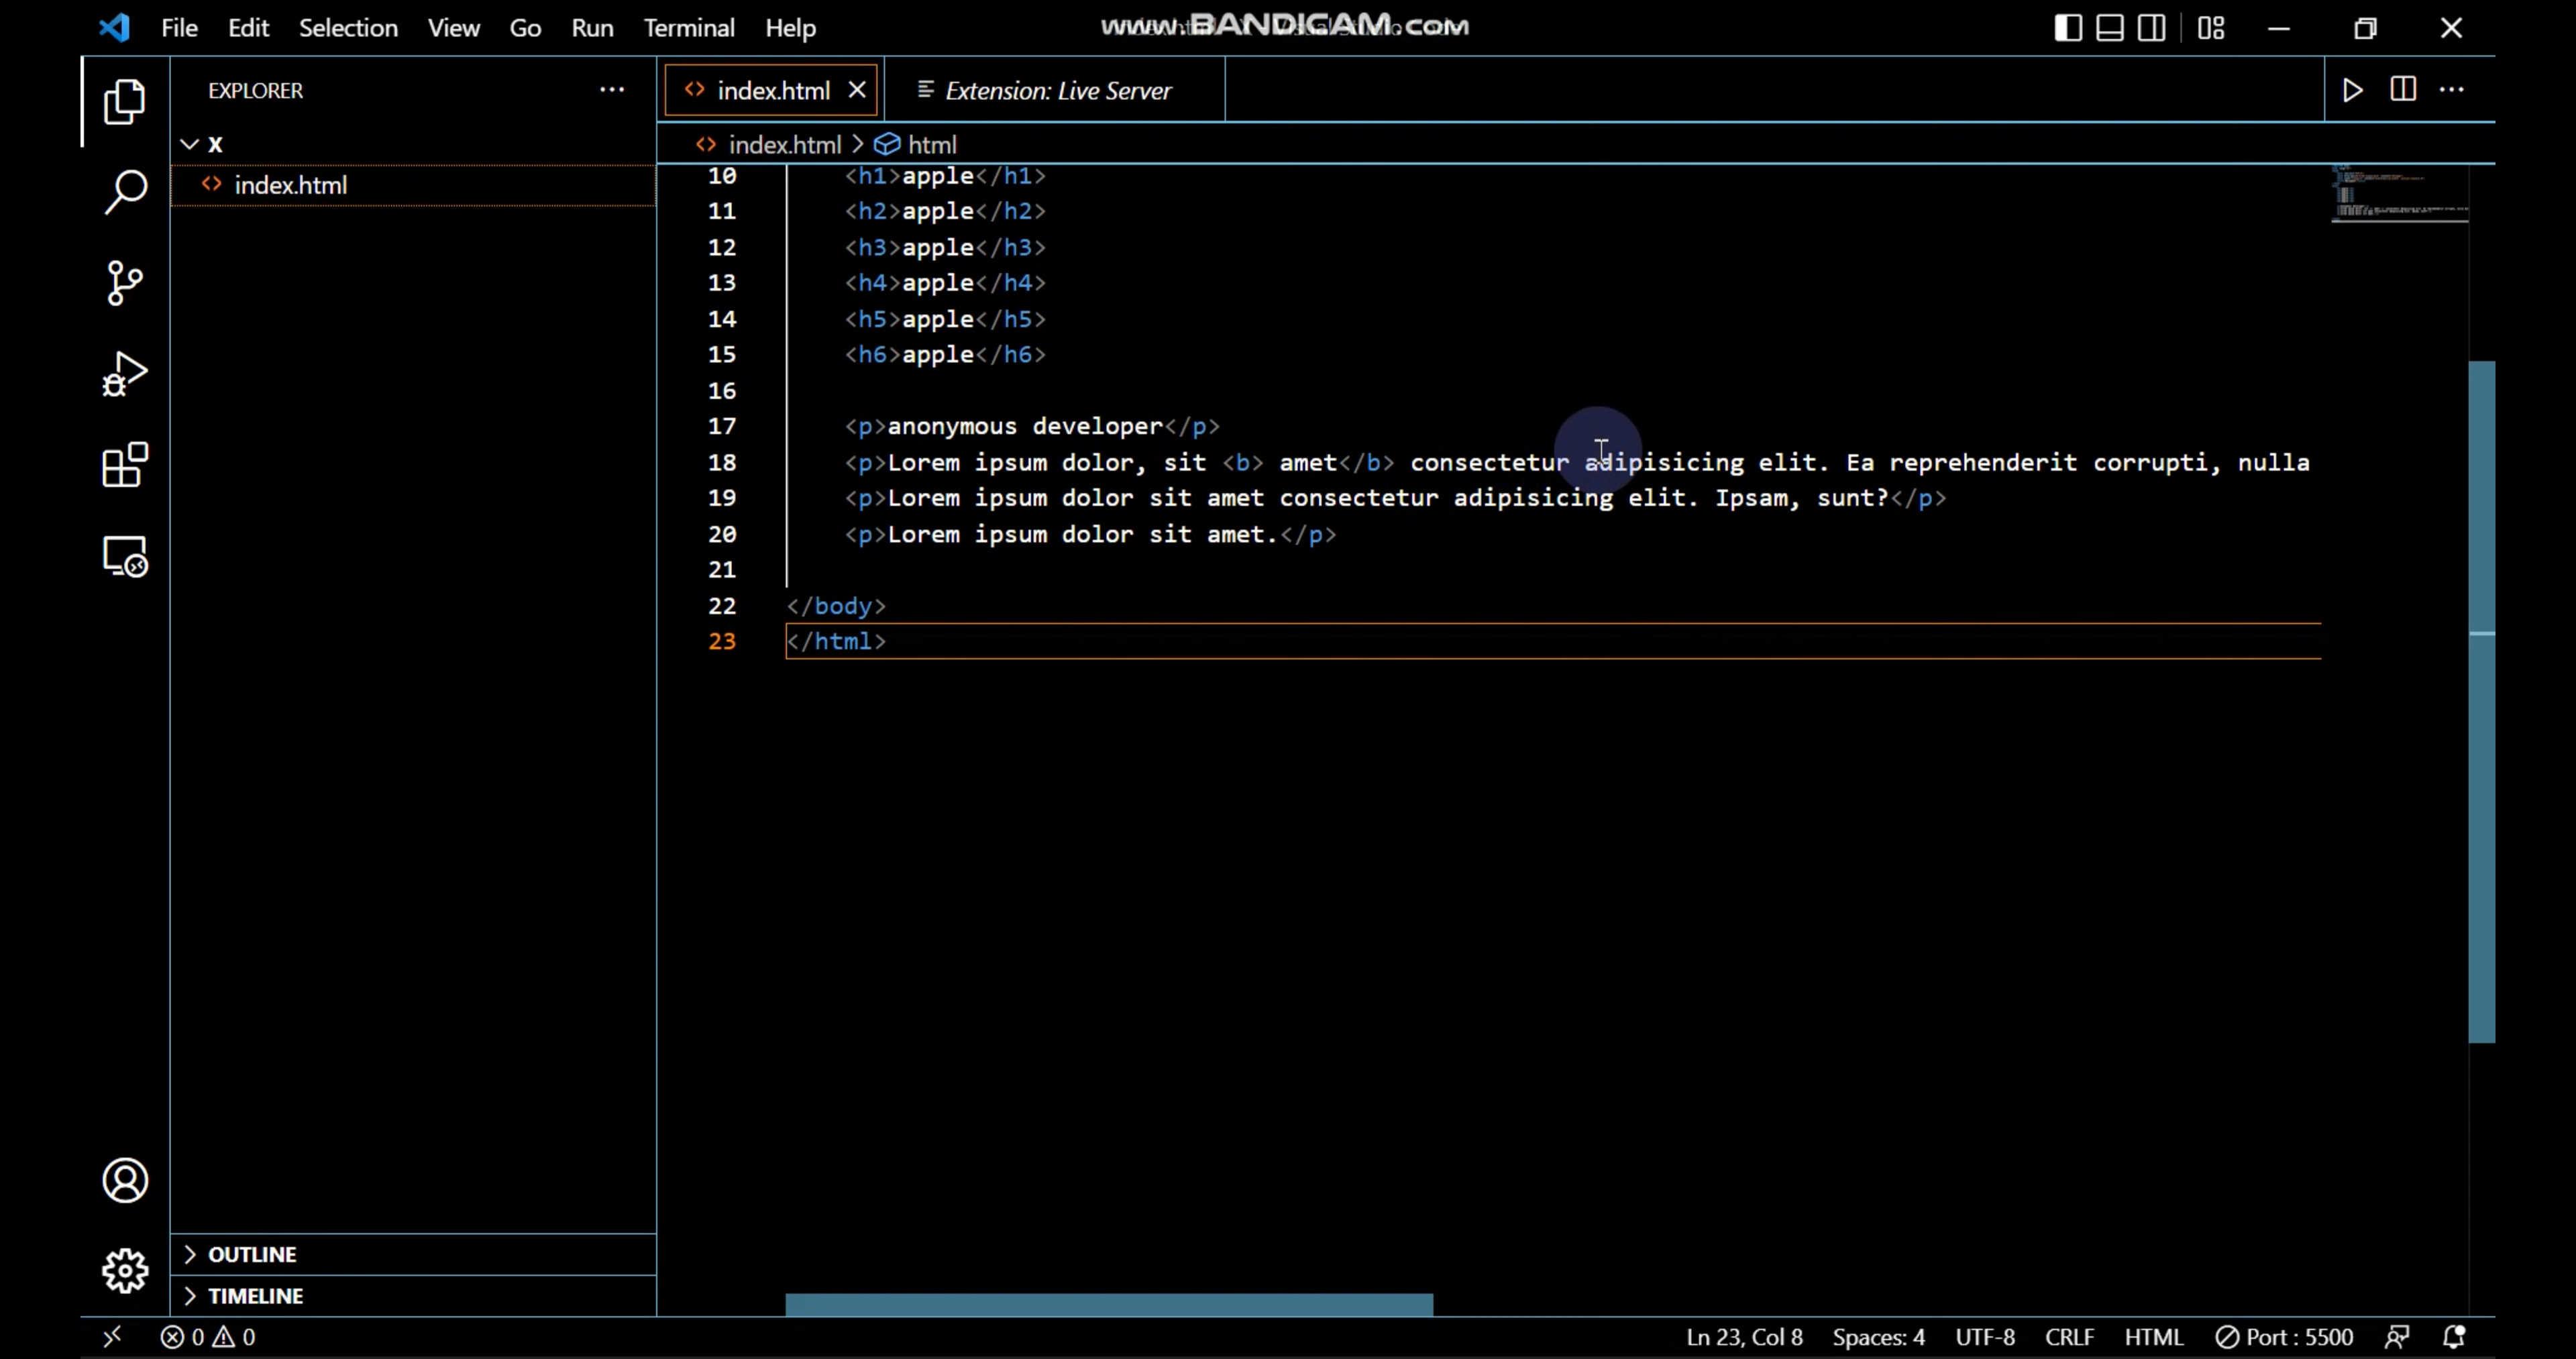 File Edit Selection View Go Run Terminal Help www.BANDICAM.com
EXPLORER
X
index.html
index.html Extension: Live Server
index.html > html
10 <h1>apple</h1>
11 <h2>apple</h2>
12 <h3>apple</h3>
13 <h4>apple</h4>
14 <h5>apple</h5>
15 <h6>apple</h6>
16
17 <p>anonymous developer</p>
18 <p>Lorem ipsum dolor, sit <b> amet</b> consectetur adipisicing elit. Ea reprehenderit corrupti, nulla
19 <p>Lorem ipsum dolor sit amet consectetur adipisicing elit. Ipsam, sunt?</p>
20 <p>Lorem ipsum dolor sit amet.</p>
21
22 </body>
23 </html>
OUTLINE
TIMELINE
0 0 Ln 23, Col 8 Spaces: 4 UTF-8 CRLF HTML Port : 5500